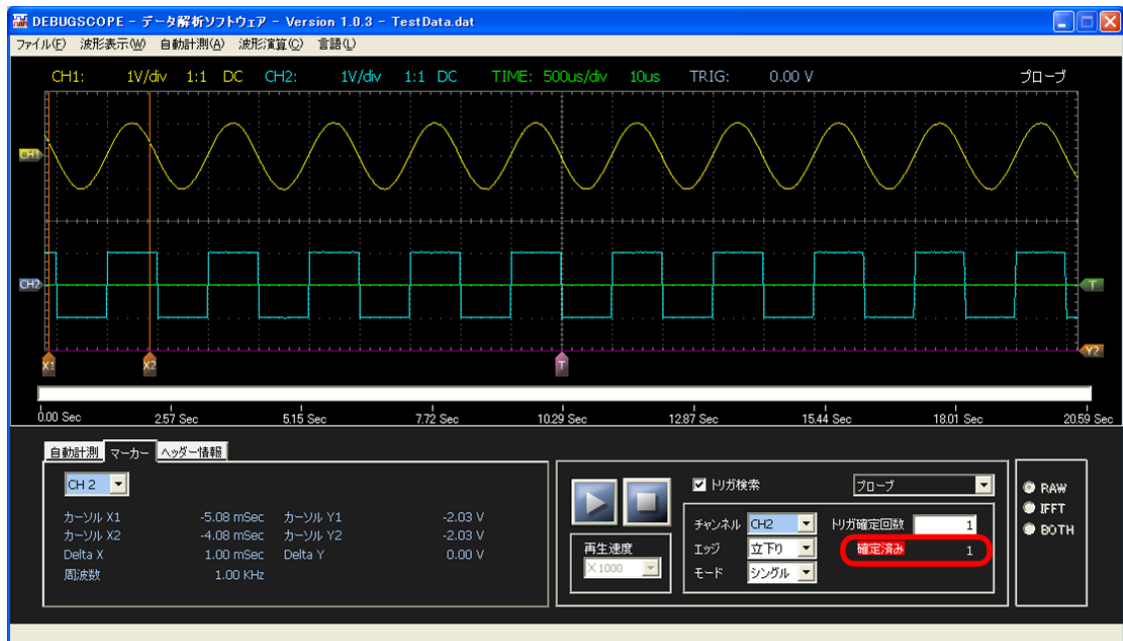 DEBUGSCOPE - データ解析ソフトウェア - Version 1.0.3 - TestData.dat
ファイル(F) 波形表示(W) 自動計測(A) 波形演算(C) 言語(L)
CH1: 1V/div 1:1 DC CH2: 1V/div 1:1 DC TIME: 500us/div 10us TRIG: 0.00 V プローブ
CH1
CH2 T
Y2
X1 X2 T
0.00 Sec 2.57 Sec 5.15 Sec 7.72 Sec 10.29 Sec 12.87 Sec 15.44 Sec 18.01 Sec 20.59 Sec
自動計測 マーカー ヘッダー情報
CH 2
カーソル X1 -5.08 mSec カーソル Y1 -2.03 V
カーソル X2 -4.08 mSec カーソル Y2 -2.03 V
Delta X 1.00 mSec Delta Y 0.00 V
周波数 1.00 KHz
再生速度
×1000
トリガ検索 プローブ
チャンネル CH2 トリガ確定回数 1
エッジ 立下り 確定済み 1
モード シングル
RAW
IFFT
BOTH